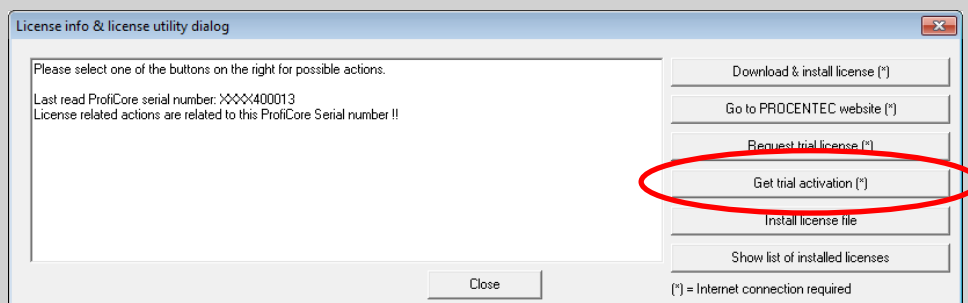 License info & license utility dialog
Please select one of the buttons on the right for possible actions.
Last read ProfiCore serial number: XXXX400013
License related actions are related to this ProfiCore Serial number !!
Download & install license (*)
Go to PROCENTEC website (*)
Request trial license (*)
Get trial activation (*)
Install license file
Show list of installed licenses
Close
(*) = Internet connection required